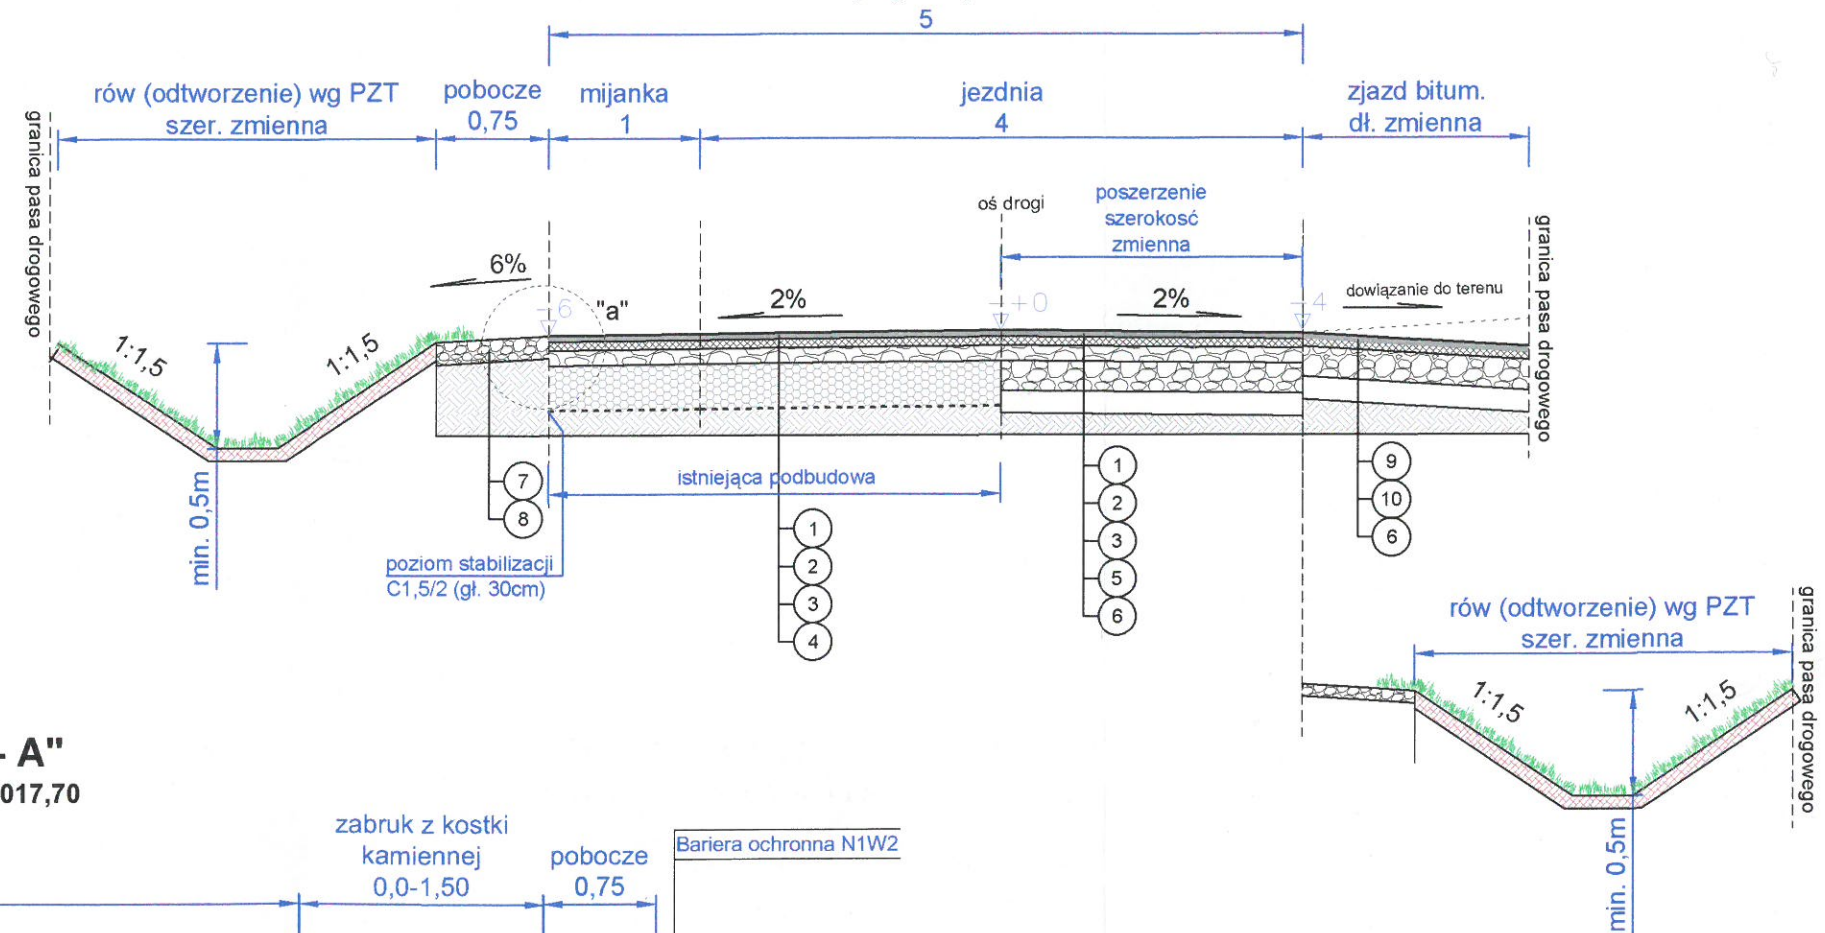 5
rów (odtworzenie) wg PZT
szer. zmienna
pobocze
0,75
mijanka
1
jezdnia
4
zjazd bitum.
dł. zmienna
granica pasa drogowego
oś drogi
poszerzenie
szerokosć
zmienna
granica pasa drogowego
6%
-6
"a"
2%
-+0
2%
-4
dowiązanie do terenu
1:1,5
1:1,5
min. 0,5m
istniejąca podbudowa
poziom stabilizacji
C1,5/2 (gł. 30cm)
7
8
1
2
3
4
1
2
3
5
6
9
10
6
rów (odtworzenie) wg PZT
szer. zmienna
granica pasa drogowego
1:1,5
1:1,5
min. 0,5m
- A"
017,70
zabruk z kostki
kamiennej
0,0-1,50
pobocze
0,75
Bariera ochronna N1W2